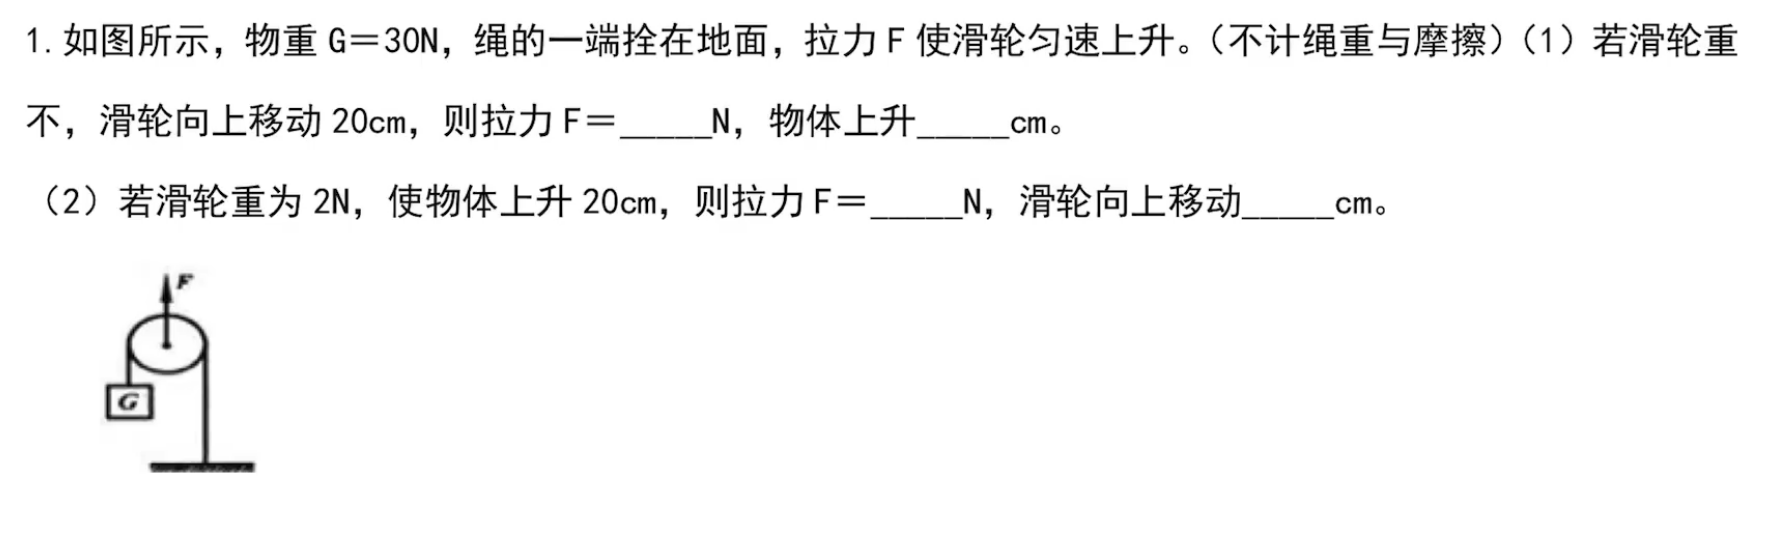 1.如图所示，物重 G＝30N，绳的一端拴在地面，拉力 F 使滑轮匀速上升。（不计绳重与摩擦）（1）若滑轮重
不，滑轮向上移动 20cm，则拉力 F＝_____N，物体上升_____cm。
（2）若滑轮重为 2N，使物体上升 20cm，则拉力 F＝_____N，滑轮向上移动_____cm。
F
G